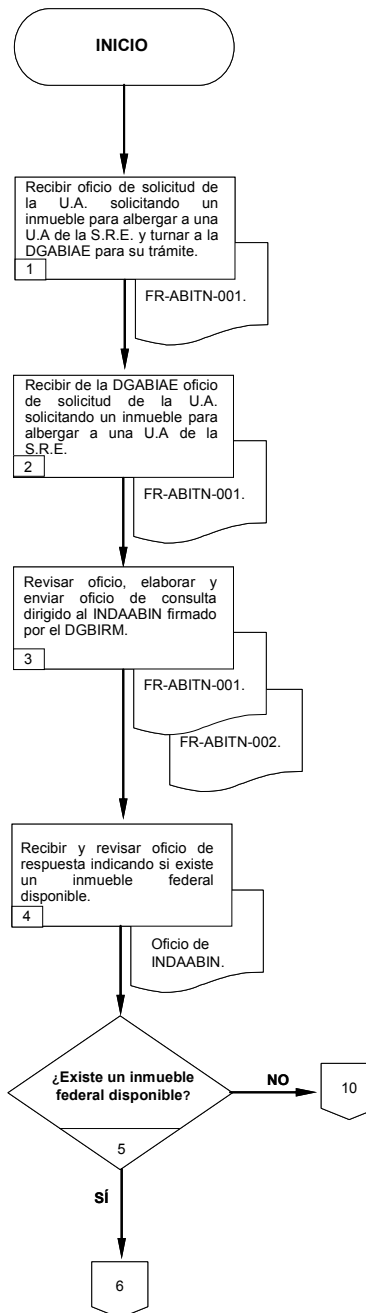 INICIO
Recibir oficio de solicitud de
la U.A. solicitando un
inmueble para albergar a una
U.A de la S.R.E. y turnar a la
DGABIAE para su trámite.
1
FR-ABITN-001.
Recibir de la DGABIAE oficio
de solicitud de la U.A.
solicitando un inmueble para
albergar a una U.A de la
S.R.E.
2
FR-ABITN-001.
Revisar oficio, elaborar y
enviar oficio de consulta
dirigido al INDAABIN firmado
por el DGBIRM.
3
FR-ABITN-001.
FR-ABITN-002.
Recibir y revisar oficio de
respuesta indicando si existe
un inmueble federal
disponible.
4
Oficio de
INDAABIN.
¿Existe un inmueble
federal disponible?
5
NO
10
SÍ
6